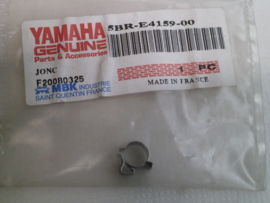 YAMAHA
GENUINE
Parts & Accessories
5BR-E4159-00
JONC
F200B0325
MBK INDUSTRIE
SAINT QUENTIN FRANCE
1 PC
MADE IN FRANCE